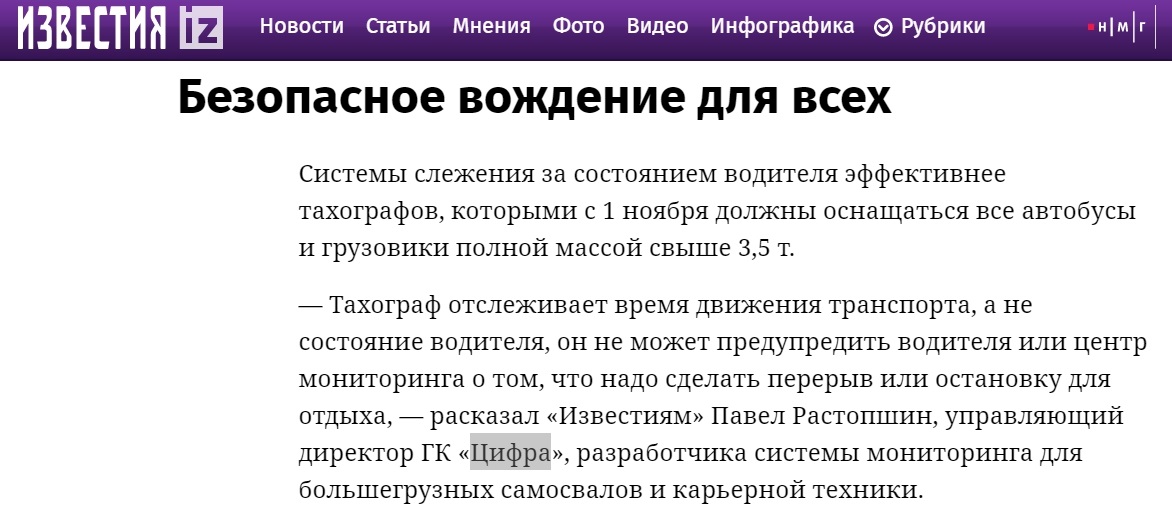 ИЗВЕСТИЯ iz Новости Статьи Мнения Фото Видео Инфографика Рубрики н|м|г
Безопасное вождение для всех
Системы слежения за состоянием водителя эффективнее
тахографов, которыми с 1 ноября должны оснащаться все автобусы
и грузовики полной массой свыше 3,5 т.
— Тахограф отслеживает время движения транспорта, а не
состояние водителя, он не может предупредить водителя или центр
мониторинга о том, что надо сделать перерыв или остановку для
отдыха, — рассказал «Известиям» Павел Растопшин, управляющий
директор ГК «Цифра», разработчика системы мониторинга для
большегрузных самосвалов и карьерной техники.